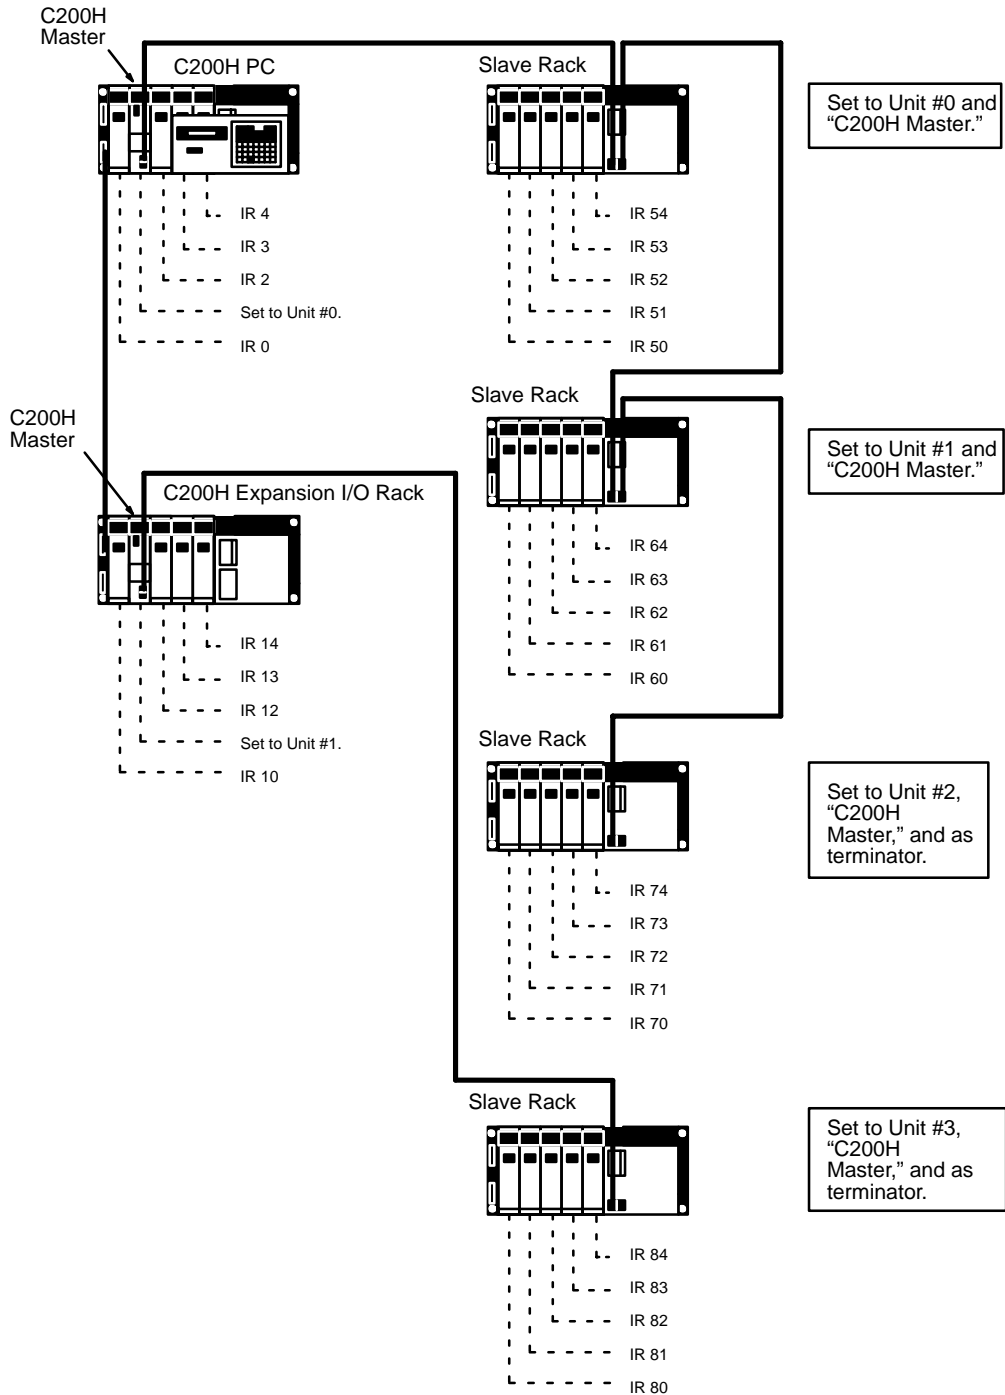 C200H
Master
C200H PC
IR 4
IR 3
IR 2
Set to Unit #0.
IR 0
Slave Rack
IR 54
IR 53
IR 52
IR 51
IR 50
Set to Unit #0 and
“C200H Master.”
C200H
Master
C200H Expansion I/O Rack
IR 14
IR 13
IR 12
Set to Unit #1.
IR 10
Slave Rack
IR 64
IR 63
IR 62
IR 61
IR 60
Set to Unit #1 and
“C200H Master.”
Slave Rack
IR 74
IR 73
IR 72
IR 71
IR 70
Set to Unit #2,
“C200H
Master,” and as
terminator.
Slave Rack
IR 84
IR 83
IR 82
IR 81
IR 80
Set to Unit #3,
“C200H
Master,” and as
terminator.